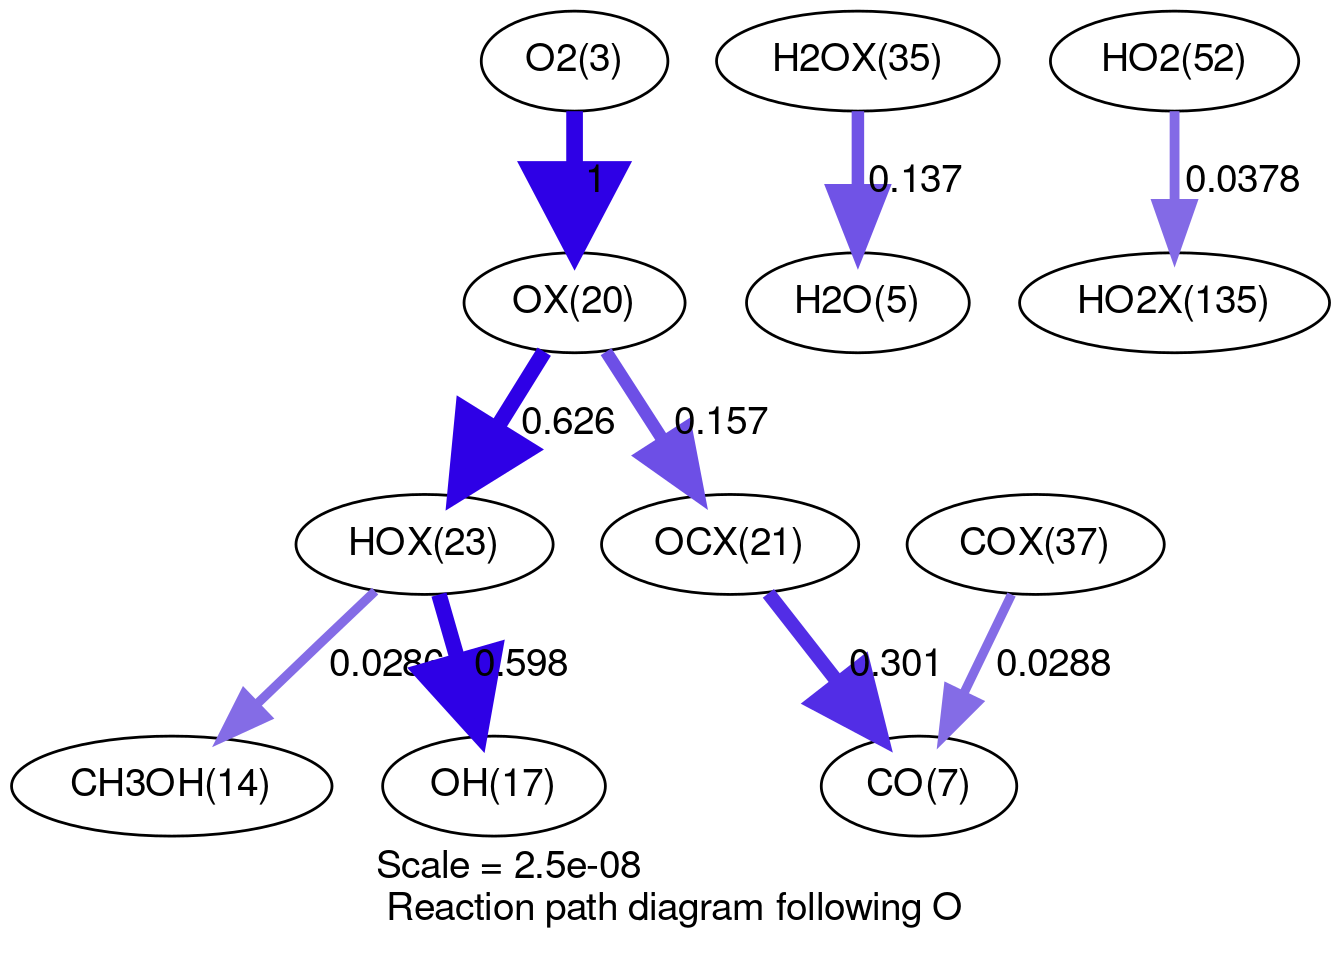 O2(3)
H2OX(35)
HO2(52)
1
0.137
0.0378
OX(20)
H2O(5)
HO2X(135)
0.626
0.157
HOX(23)
OCX(21)
COX(37)
0.598
0.301
0.0288
CH3OH(14)
OH(17)
CO(7)
Scale = 2.5e-08
Reaction path diagram following O